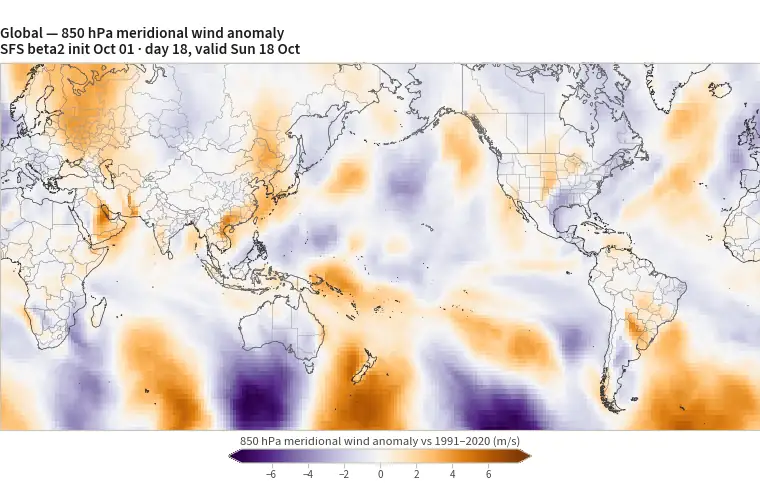 Global — 850 hPa meridional wind anomaly
SFS beta2 init Oct 01 · day 18, valid Sun 18 Oct
850 hPa meridional wind anomaly vs 1991–2020 (m/s)
−6 −4 −2 0 2 4 6